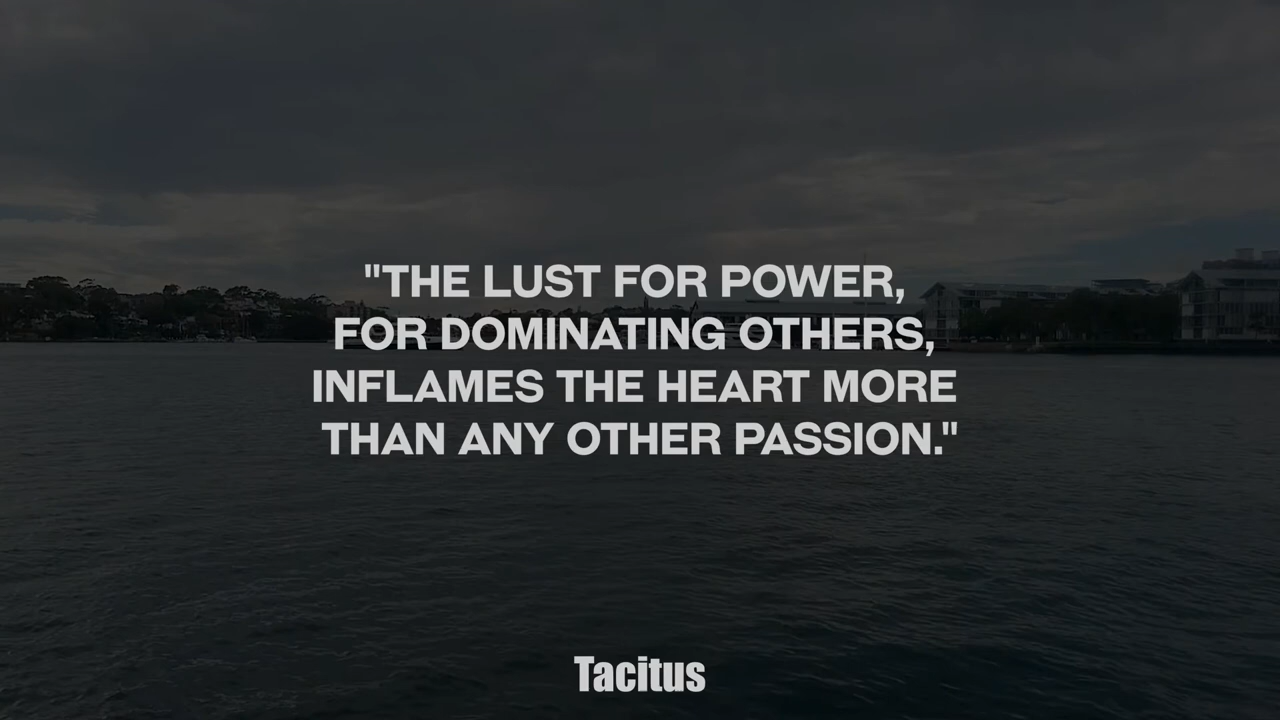 "THE LUST FOR POWER,
FOR DOMINATING OTHERS,
INFLAMES THE HEART MORE
THAN ANY OTHER PASSION."
Tacitus